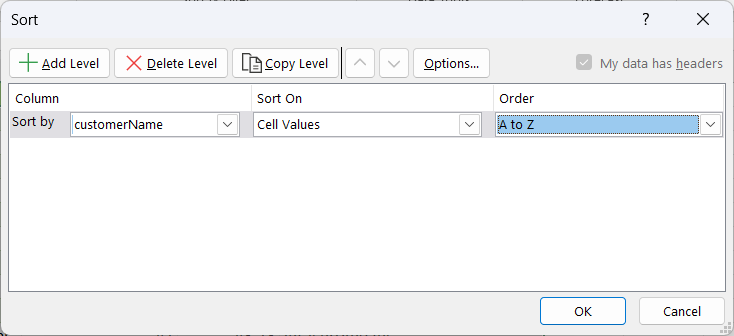 Sort
?
Add Level Delete Level Copy Level Options... My data has headers
Column Sort On Order
Sort by customerName Cell Values A to Z
OK Cancel